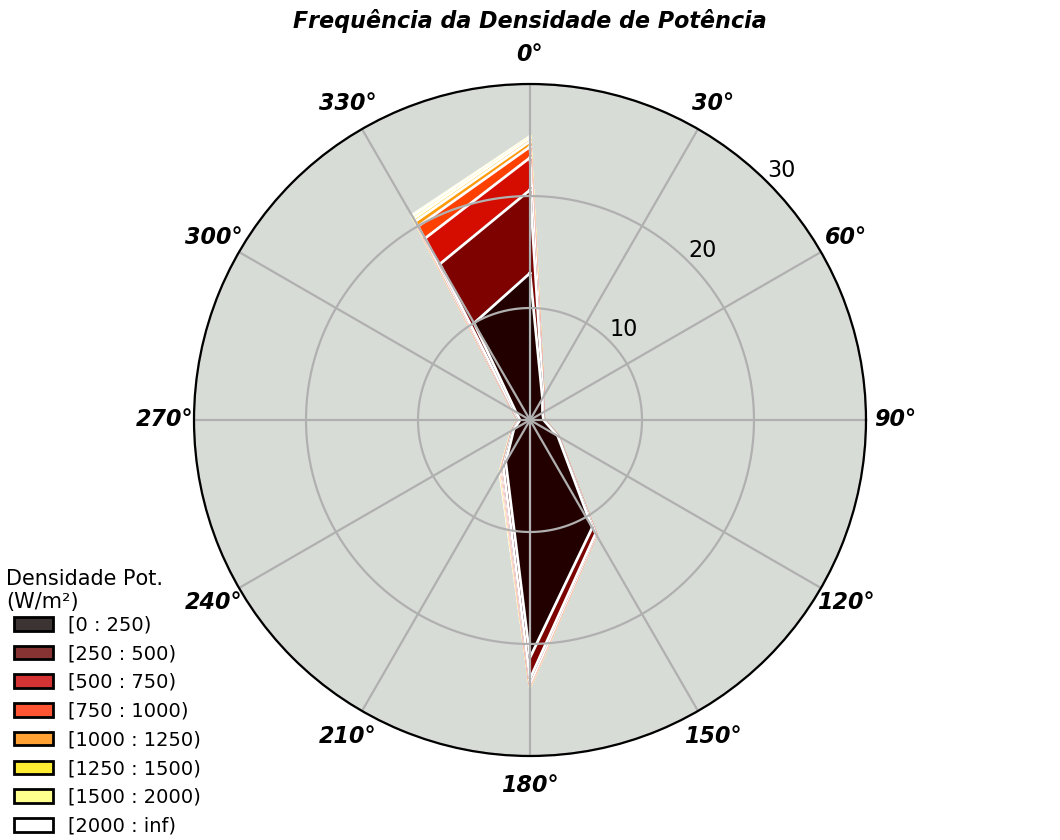 Frequência da Densidade de Potência
0°
330°
30°
30
300°
60°
20
10
270°
90°
240°
120°
210°
150°
180°
Densidade Pot.
(W/m²)
[0 : 250)
[250 : 500)
[500 : 750)
[750 : 1000)
[1000 : 1250)
[1250 : 1500)
[1500 : 2000)
[2000 : inf)